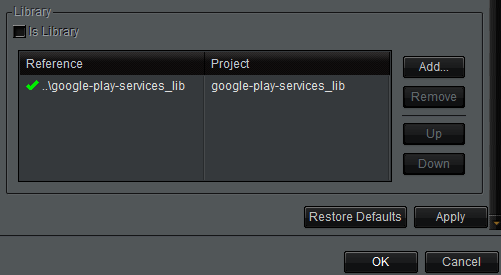 Library
Is Library
Reference Project
..\google-play-services_lib google-play-services_lib
Add...
Remove
Up
Down
Restore Defaults Apply
OK Cancel